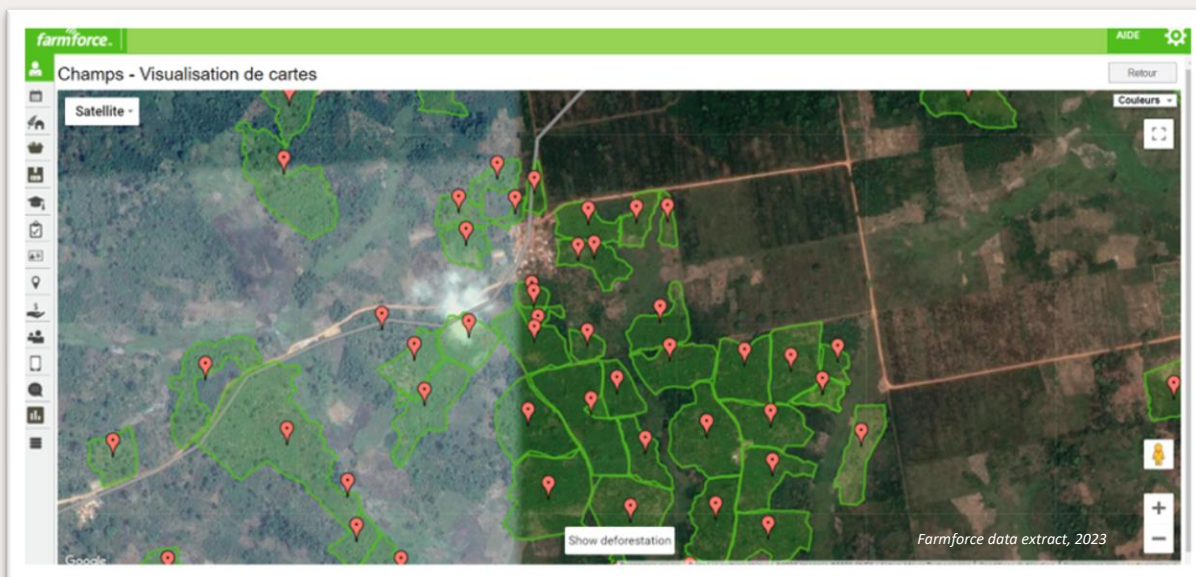 farmforce.
AIDE
Champs - Visualisation de cartes
Retour
Satellite
Couleurs
Show deforestation
Farmforce data extract, 2023
Google